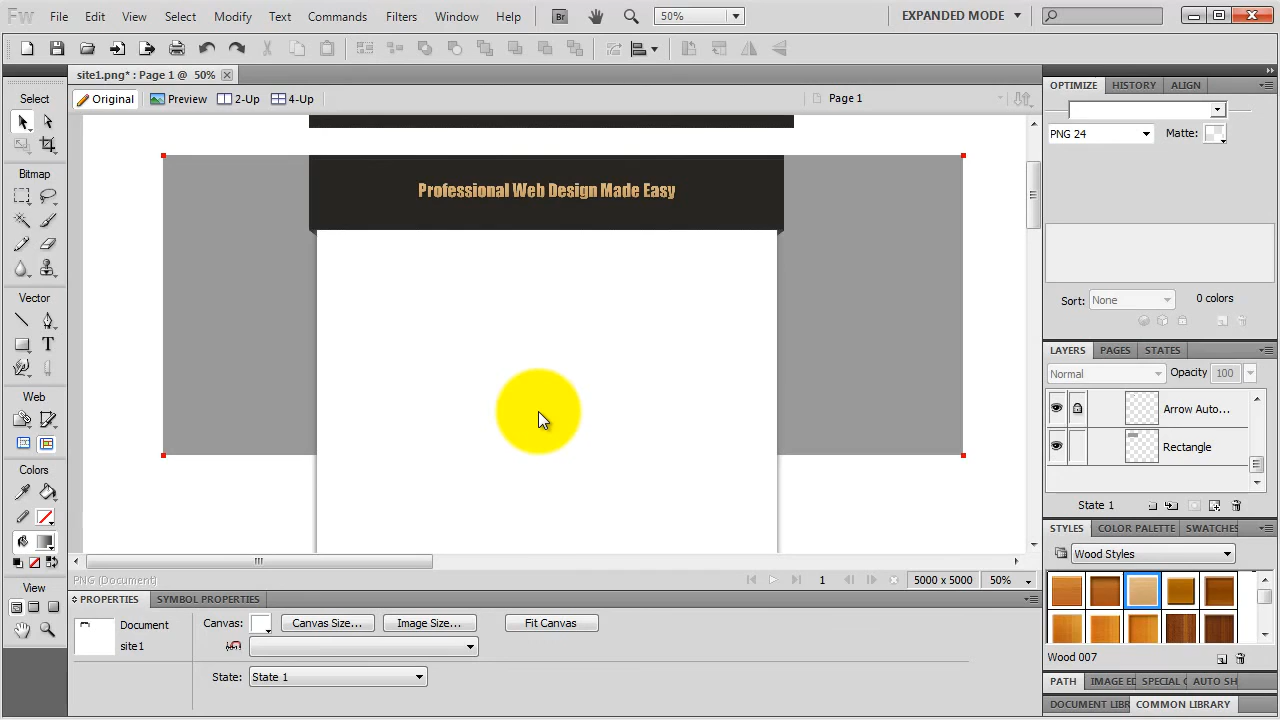 Fw File Edit View Select Modify Text Commands Filters Window Help Br 50% EXPANDED MODE
site1.png* : Page 1 @ 50%
Original Preview 2-Up 4-Up Page 1
Select
Bitmap
Vector
Web
Colors
View
Professional Web Design Made Easy
OPTIMIZE HISTORY ALIGN
PNG 24 Matte:
Sort: None 0 colors
LAYERS PAGES STATES
Normal Opacity 100
Arrow Auto...
Rectangle
State 1
STYLES COLOR PALETTE SWATCHES
Wood Styles
Wood 007
PATH IMAGE ED SPECIAL C AUTO SH
DOCUMENT LIBR COMMON LIBRARY
PNG (Document) 1 5000 x 5000 50%
PROPERTIES SYMBOL PROPERTIES
Document Canvas: Canvas Size... Image Size... Fit Canvas
site1
State: State 1